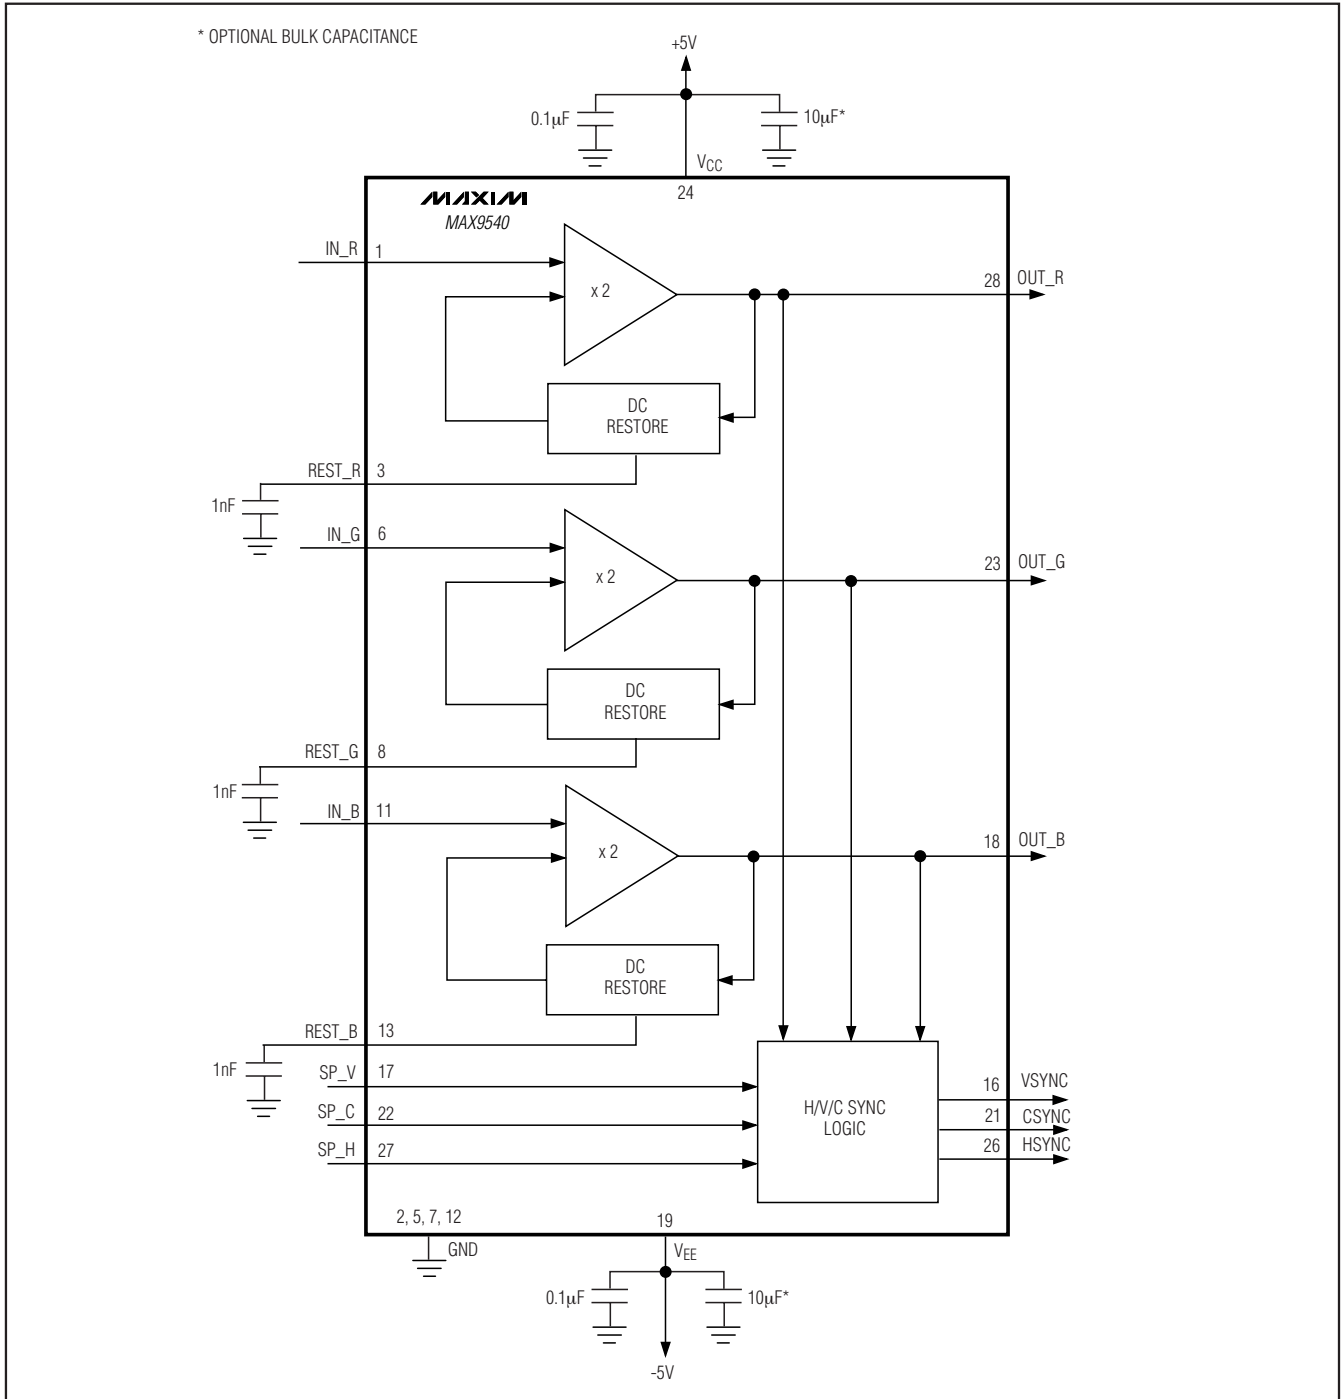 * OPTIONAL BULK CAPACITANCE
+5V
0.1μF
10μF*
VCC
24
MAXIM
MAX9540
IN_R
1
x 2
28
OUT_R
DC
RESTORE
REST_R
3
1nF
IN_G
6
x 2
23
OUT_G
DC
RESTORE
REST_G
8
1nF
IN_B
11
x 2
18
OUT_B
DC
RESTORE
REST_B
13
1nF
SP_V
17
SP_C
22
SP_H
27
H/V/C SYNC
LOGIC
16
VSYNC
21
CSYNC
26
HSYNC
2, 5, 7, 12
GND
19
VEE
0.1μF
10μF*
-5V